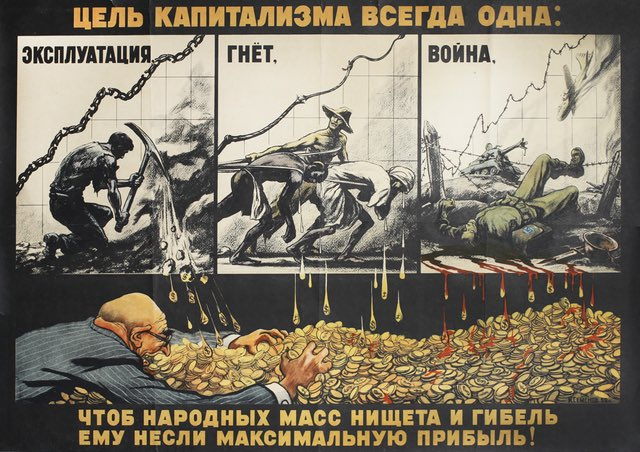 ЦЕЛЬ КАПИТАЛИЗМА ВСЕГДА ОДНА:
ЭКСПЛУАТАЦИЯ,
ГНЁТ,
ВОЙНА,
ЧТОБ НАРОДНЫХ МАСС НИЩЕТА И ГИБЕЛЬ
ЕМУ НЕСЛИ МАКСИМАЛЬНУЮ ПРИБЫЛЬ!